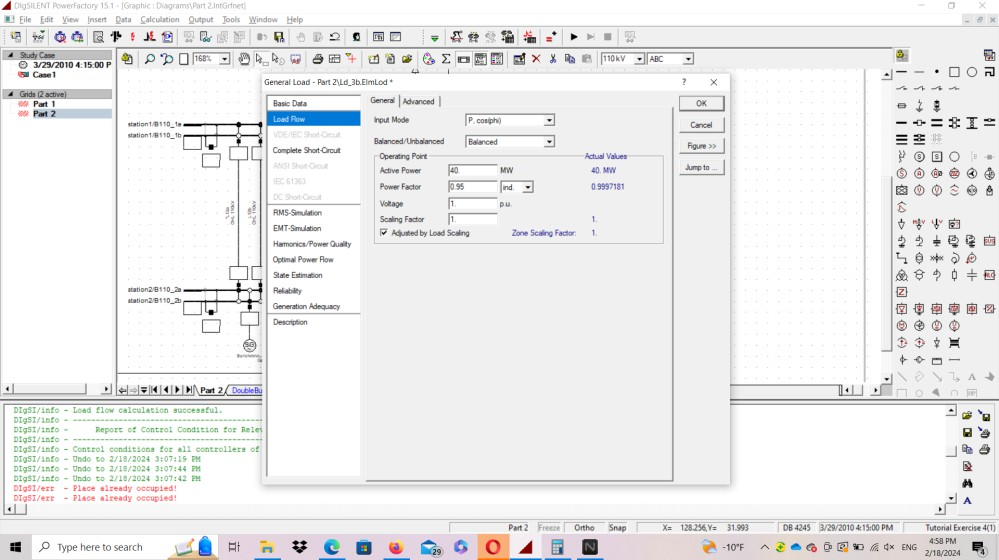 DIgSILENT PowerFactory 15.1 - [Graphic : Diagrams\Part 2.IntGrfnet]
File Edit View Insert Data Calculation Output Tools Window Help
168% 110 kV ABC
Study Case
3/29/2010 4:15:00 P
Case1
Grids (2 active)
Part 1
Part 2
station1/B110_1a
station1/B110_1b
station2/B110_2a
station2/B110_2b
SG
General Load - Part 2\Ld_3b.ElmLod *
? X
Basic Data
Load Flow
VDE/IEC Short-Circuit
Complete Short-Circuit
ANSI Short-Circuit
IEC 61363
DC Short-Circuit
RMS-Simulation
EMT-Simulation
Harmonics/Power Quality
Optimal Power Flow
State Estimation
Reliability
Generation Adequacy
Description
General Advanced
Input Mode P, cos(phi)
Balanced/Unbalanced Balanced
Operating Point Actual Values
Active Power 40. MW 40. MW
Power Factor 0.95 ind. 0.9997181
Voltage 1. p.u.
Scaling Factor 1. 1.
Adjusted by Load Scaling Zone Scaling Factor: 1.
OK
Cancel
Figure >>
Jump to ...
Part 2 DoubleBu
DIgSI/info - Load flow calculation successful.
DIgSI/info - --------------------------------
DIgSI/info - Report of Control Condition for Relev
DIgSI/info - --------------------------------
DIgSI/info - Control conditions for all controllers of
DIgSI/info - Undo to 2/18/2024 3:07:19 PM
DIgSI/info - Undo to 2/18/2024 3:07:44 PM
DIgSI/info - Undo to 2/18/2024 3:07:42 PM
DIgSI/err - Place already occupied!
DIgSI/err - Place already occupied!
Part 2 Freeze Ortho Snap X= 128.256,Y= 31.993 DB 4245 3/29/2010 4:15:00 PM Tutorial Exercise 4(1)
Type here to search
29
-10°F
ENG
4:58 PM
2/18/2024